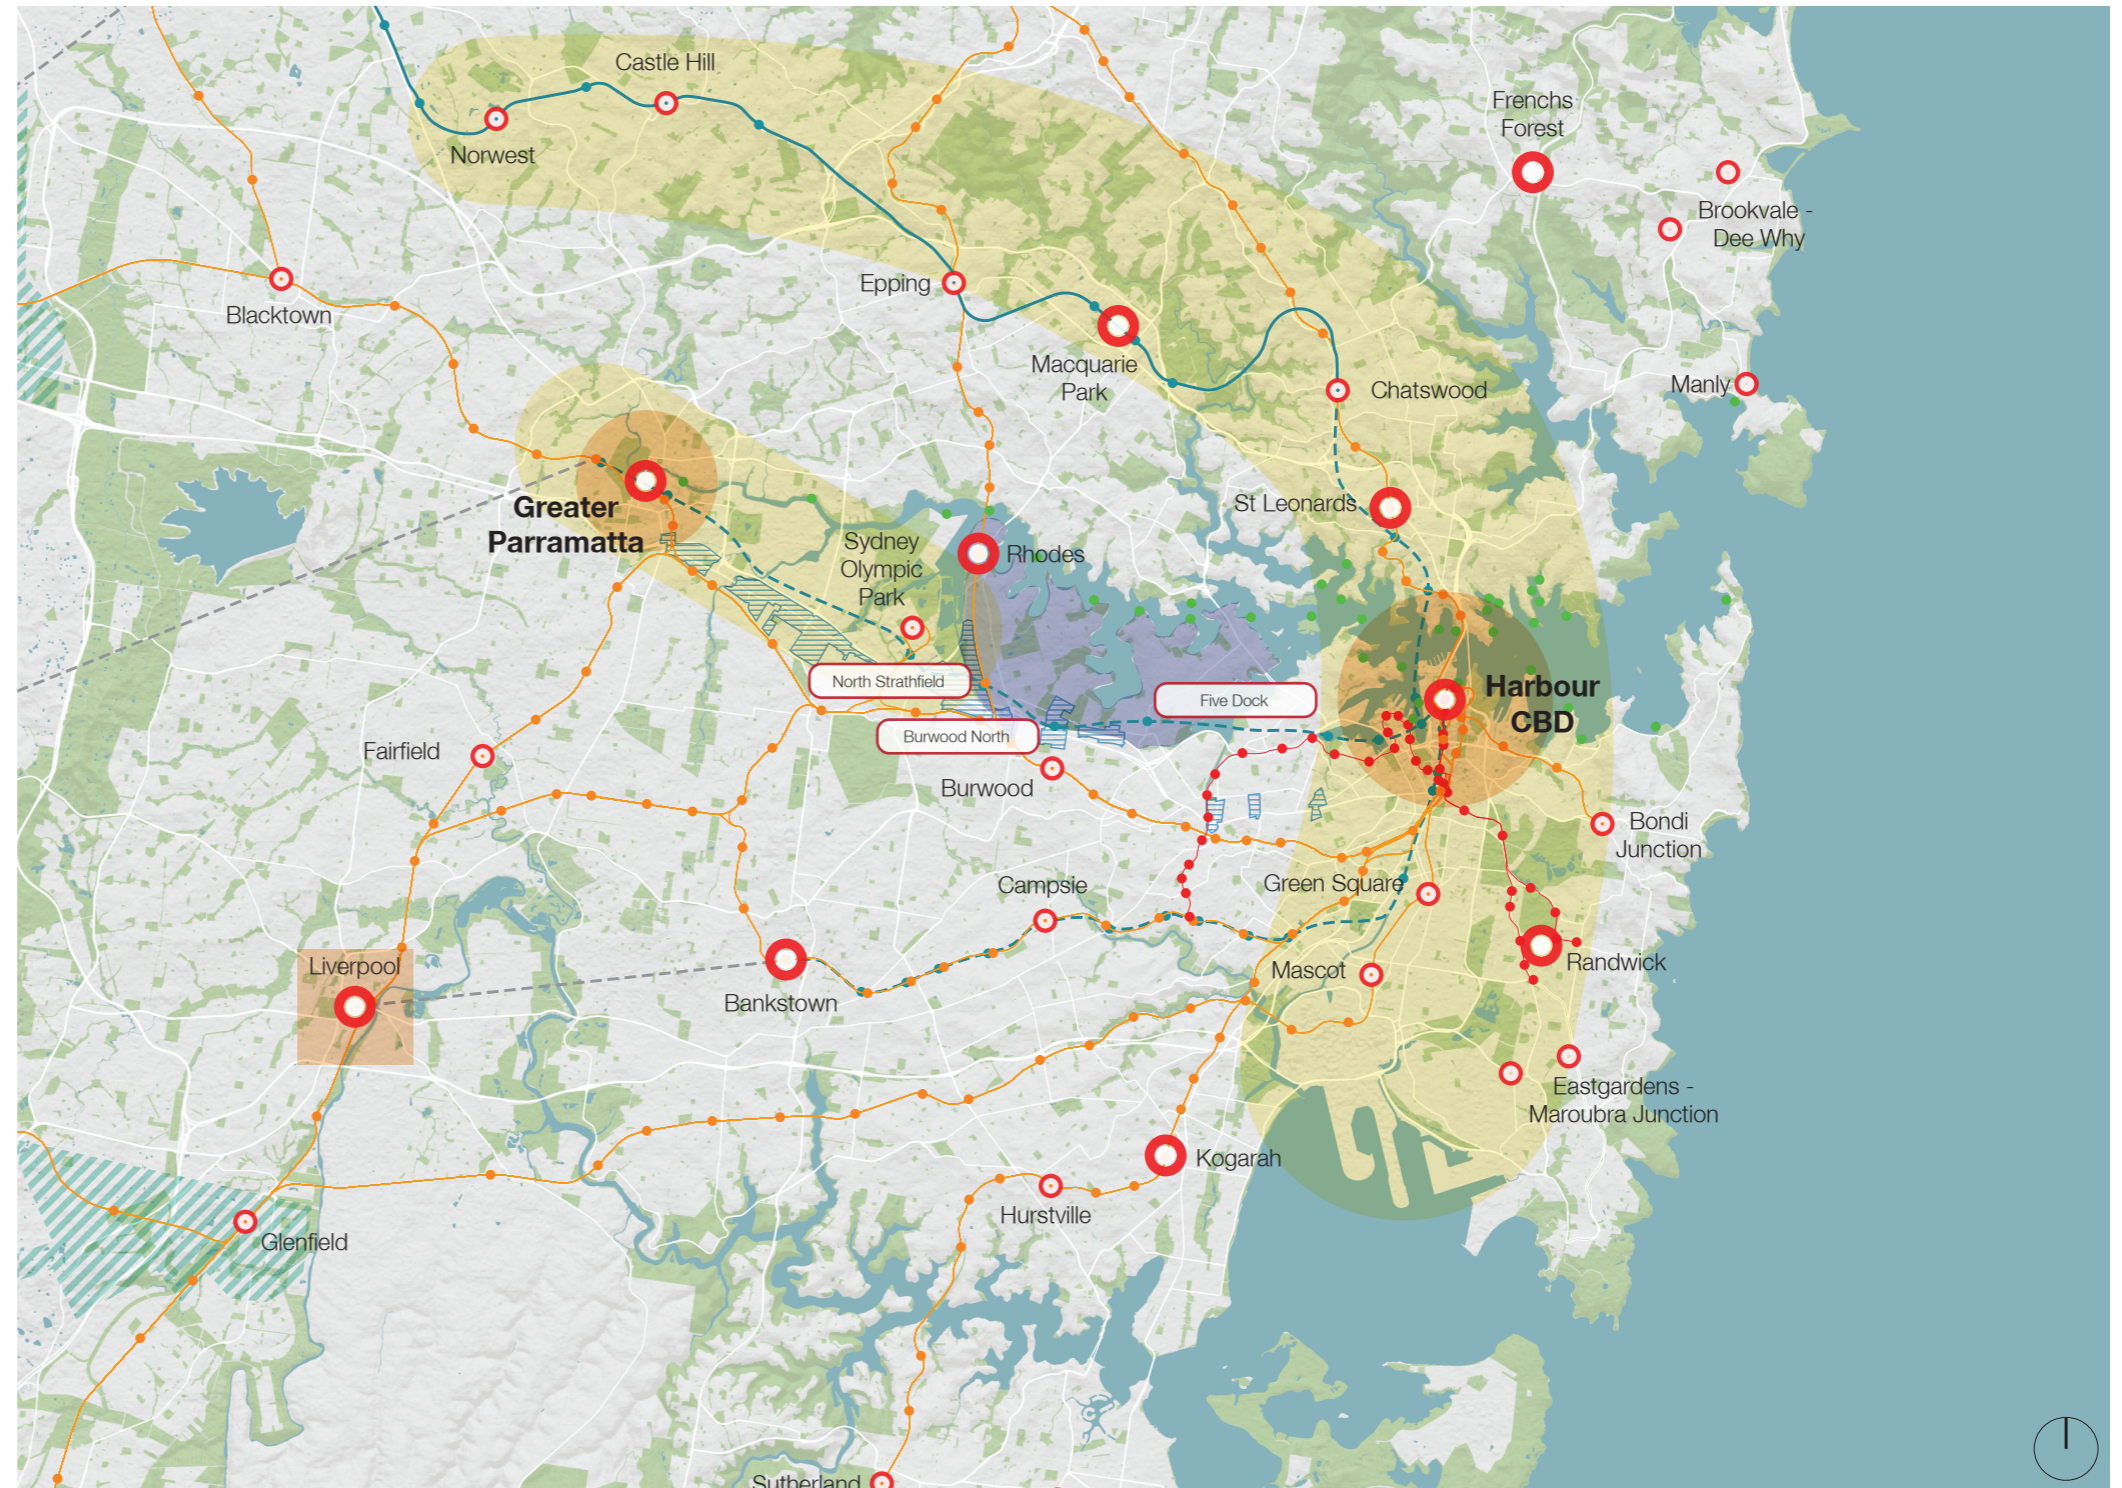 Castle Hill
Norwest
Frenchs
Forest
Brookvale -
Dee Why
Blacktown
Epping
Macquarie
Park
Chatswood
Manly
Greater
Parramatta
St Leonards
Sydney
Olympic
Park
Rhodes
North Strathfield
Five Dock
Harbour
CBD
Burwood North
Fairfield
Burwood
Bondi
Junction
Campsie
Green Square
Liverpool
Bankstown
Mascot
Randwick
Eastgardens -
Maroubra Junction
Kogarah
Hurstville
Glenfield
Sutherland